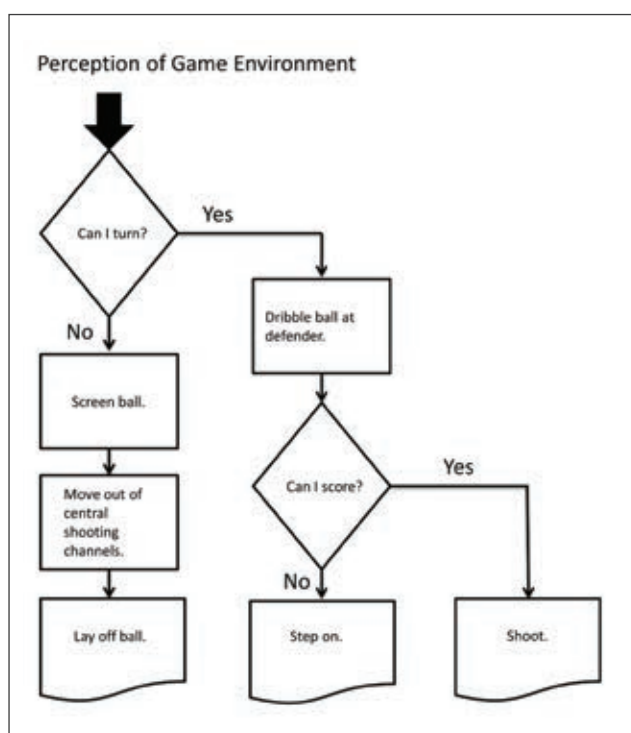 Perception of Game Environment
Can I turn?
Yes
No
Dribble ball at
defender.
Screen ball.
Can I score?
Yes
No
Move out of
central
shooting
channels.
Lay off ball.
Step on.
Shoot.